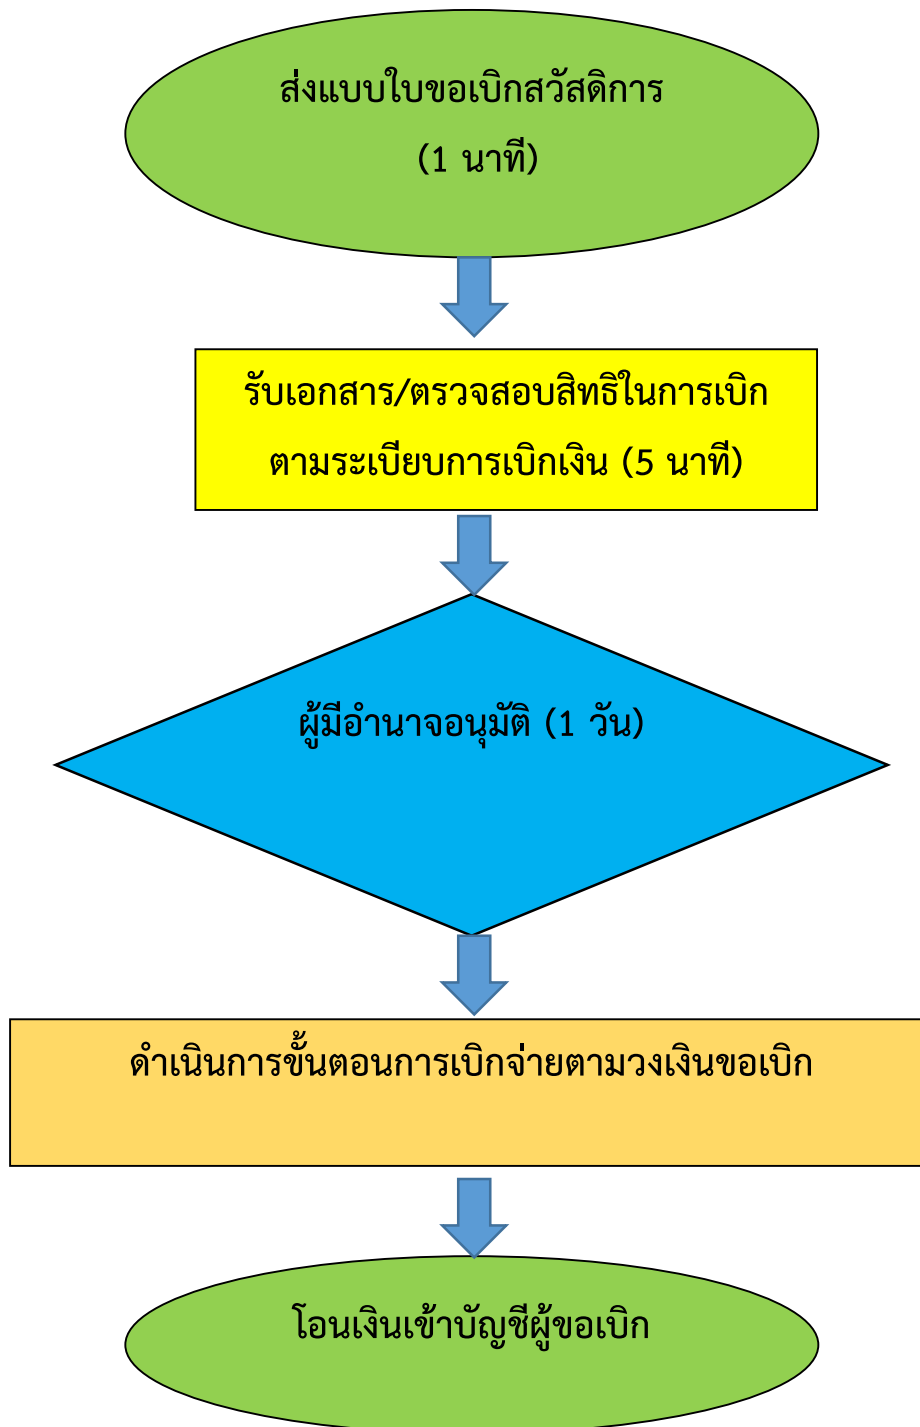 ส่งแบบใบขอเบิกสวัสดิการ
(1 นาที)
รับเอกสาร/ตรวจสอบสิทธิในการเบิก
ตามระเบียบการเบิกเงิน (5 นาที)
ผู้มีอำนาจอนุมัติ (1 วัน)
ดำเนินการขั้นตอนการเบิกจ่ายตามวงเงินขอเบิก
โอนเงินเข้าบัญชีผู้ขอเบิก